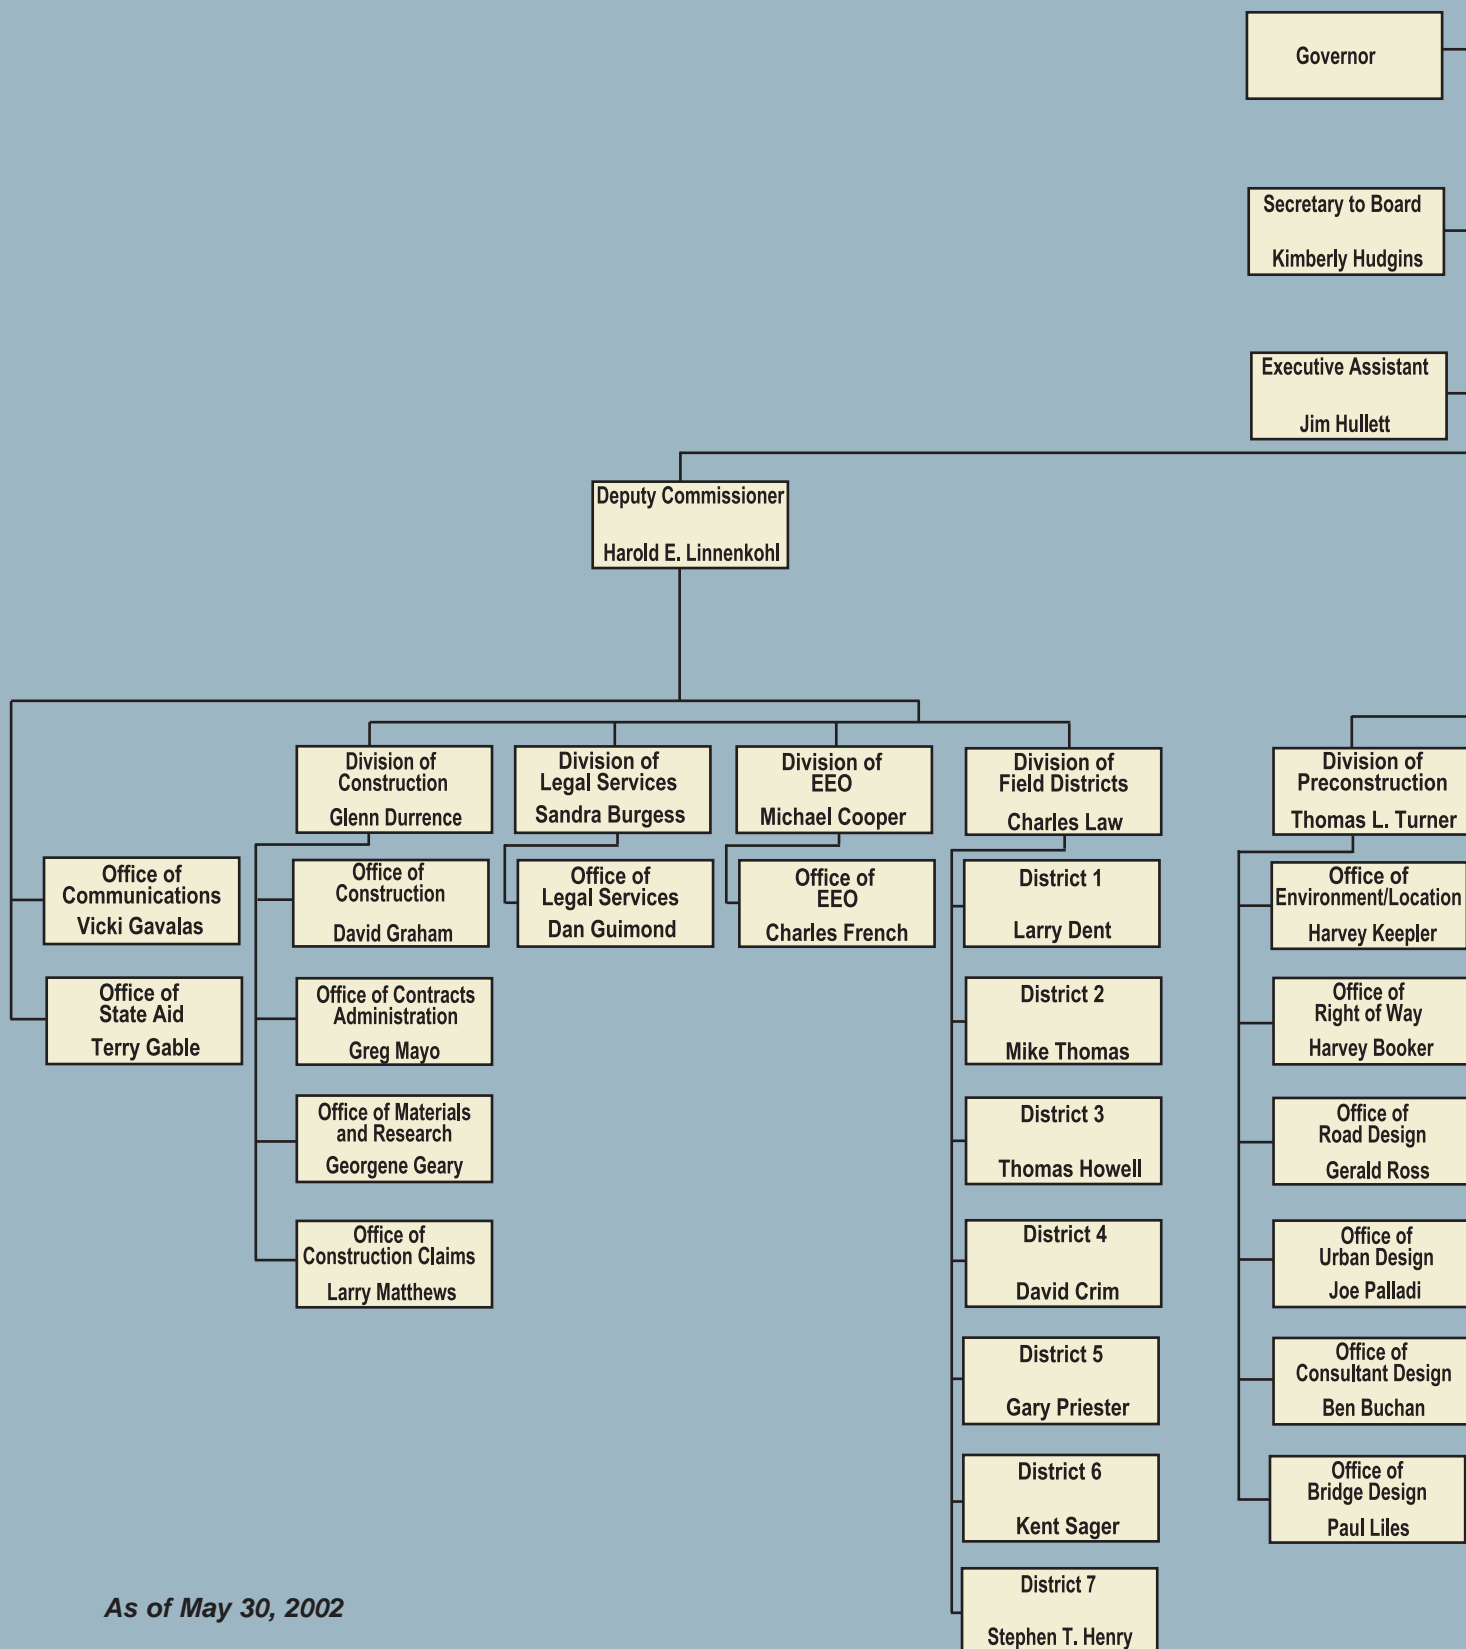 Governor
Secretary to Board
Kimberly Hudgins
Executive Assistant
Jim Hullett
Deputy Commissioner
Harold E. Linnenkohl
Division of
Construction
Glenn Durrence
Division of
Legal Services
Sandra Burgess
Division of
EEO
Michael Cooper
Division of
Field Districts
Charles Law
Division of
Preconstruction
Thomas L. Turner
Office of
Communications
Vicki Gavalas
Office of
State Aid
Terry Gable
Office of
Construction
David Graham
Office of Contracts
Administration
Greg Mayo
Office of Materials
and Research
Georgene Geary
Office of
Construction Claims
Larry Matthews
Office of
Legal Services
Dan Guimond
Office of
EEO
Charles French
District 1
Larry Dent
District 2
Mike Thomas
District 3
Thomas Howell
District 4
David Crim
District 5
Gary Priester
District 6
Kent Sager
District 7
Stephen T. Henry
Office of
Environment/Location
Harvey Keepler
Office of
Right of Way
Harvey Booker
Office of
Road Design
Gerald Ross
Office of
Urban Design
Joe Palladi
Office of
Consultant Design
Ben Buchan
Office of
Bridge Design
Paul Liles
As of May 30, 2002